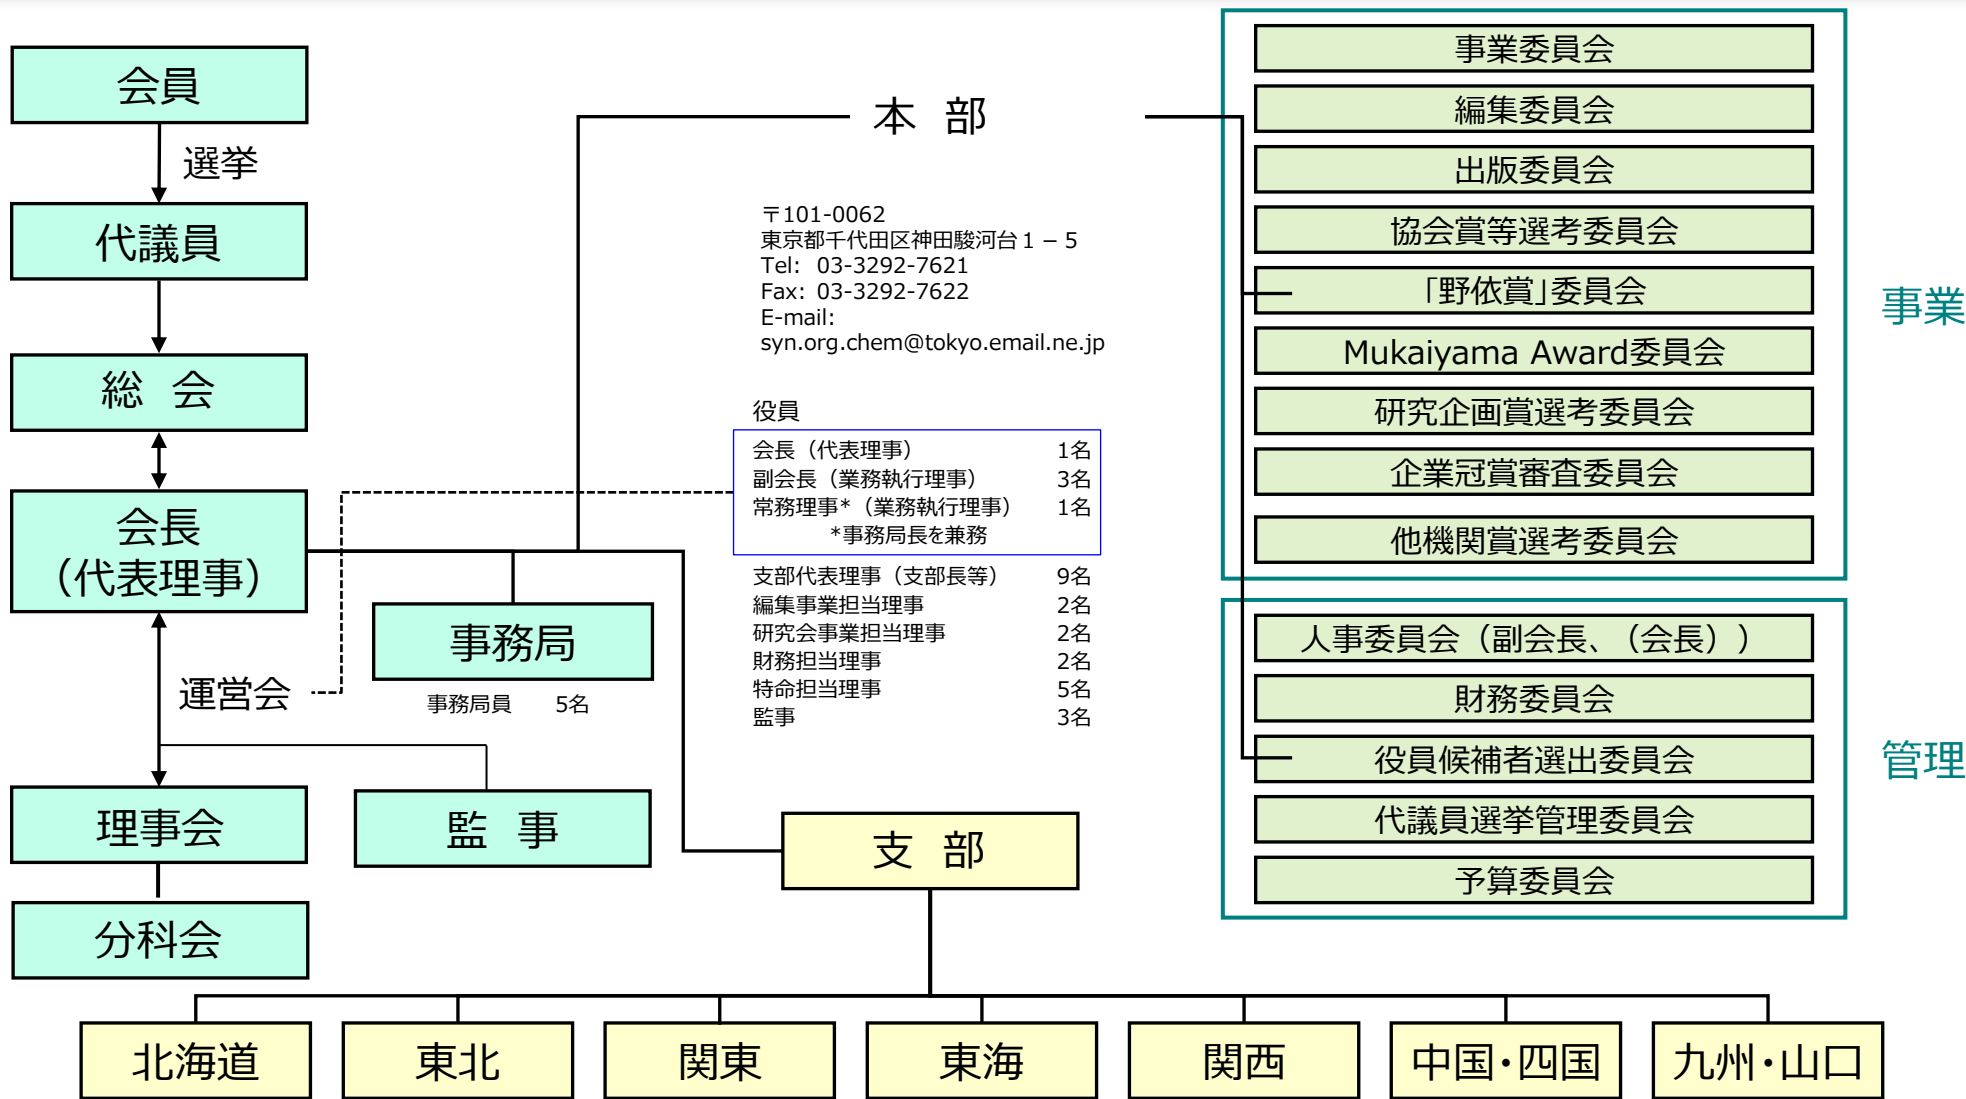 会員
選挙
代議員
総 会
会長
（代表理事）
運営会
理事会
分科会
事務局
事務局員 5名
監 事
本 部
〒101-0062
東京都千代田区神田駿河台１－５
Tel: 03-3292-7621
Fax: 03-3292-7622
E-mail:
syn.org.chem@tokyo.email.ne.jp
役員
会長（代表理事） 1名
副会長（業務執行理事） 3名
常務理事*（業務執行理事） 1名
*事務局長を兼務
支部代表理事（支部長等） 9名
編集事業担当理事 2名
研究会事業担当理事 2名
財務担当理事 2名
特命担当理事 5名
監事 3名
事業委員会
編集委員会
出版委員会
協会賞等選考委員会
「野依賞」委員会
Mukaiyama Award委員会
研究企画賞選考委員会
企業冠賞審査委員会
他機関賞選考委員会
事業
人事委員会（副会長、（会長））
財務委員会
役員候補者選出委員会
代議員選挙管理委員会
予算委員会
管理
支 部
北海道
東北
関東
東海
関西
中国・四国
九州・山口